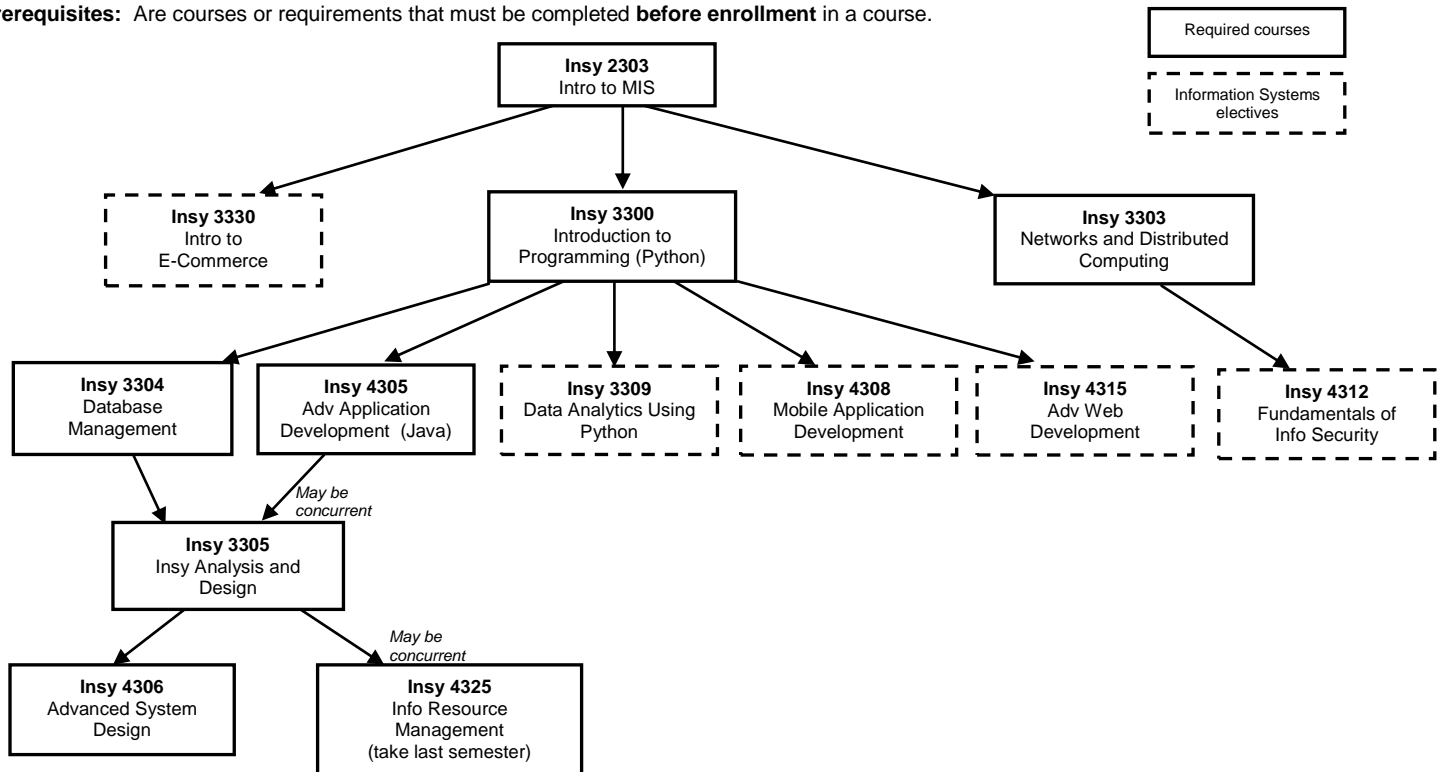 erequisites: Are courses or requirements that must be completed before enrollment in a course.
Required courses
Information Systems
electives
Insy 2303
Intro to MIS
Insy 3330
Intro to
E-Commerce
Insy 3300
Introduction to
Programming (Python)
Insy 3303
Networks and Distributed
Computing
Insy 3304
Database
Management
Insy 4305
Adv Application
Development (Java)
Insy 3309
Data Analytics Using
Python
Insy 4308
Mobile Application
Development
Insy 4315
Adv Web
Development
Insy 4312
Fundamentals of
Info Security
May be
concurrent
Insy 3305
Insy Analysis and
Design
May be
concurrent
Insy 4306
Advanced System
Design
Insy 4325
Info Resource
Management
(take last semester)